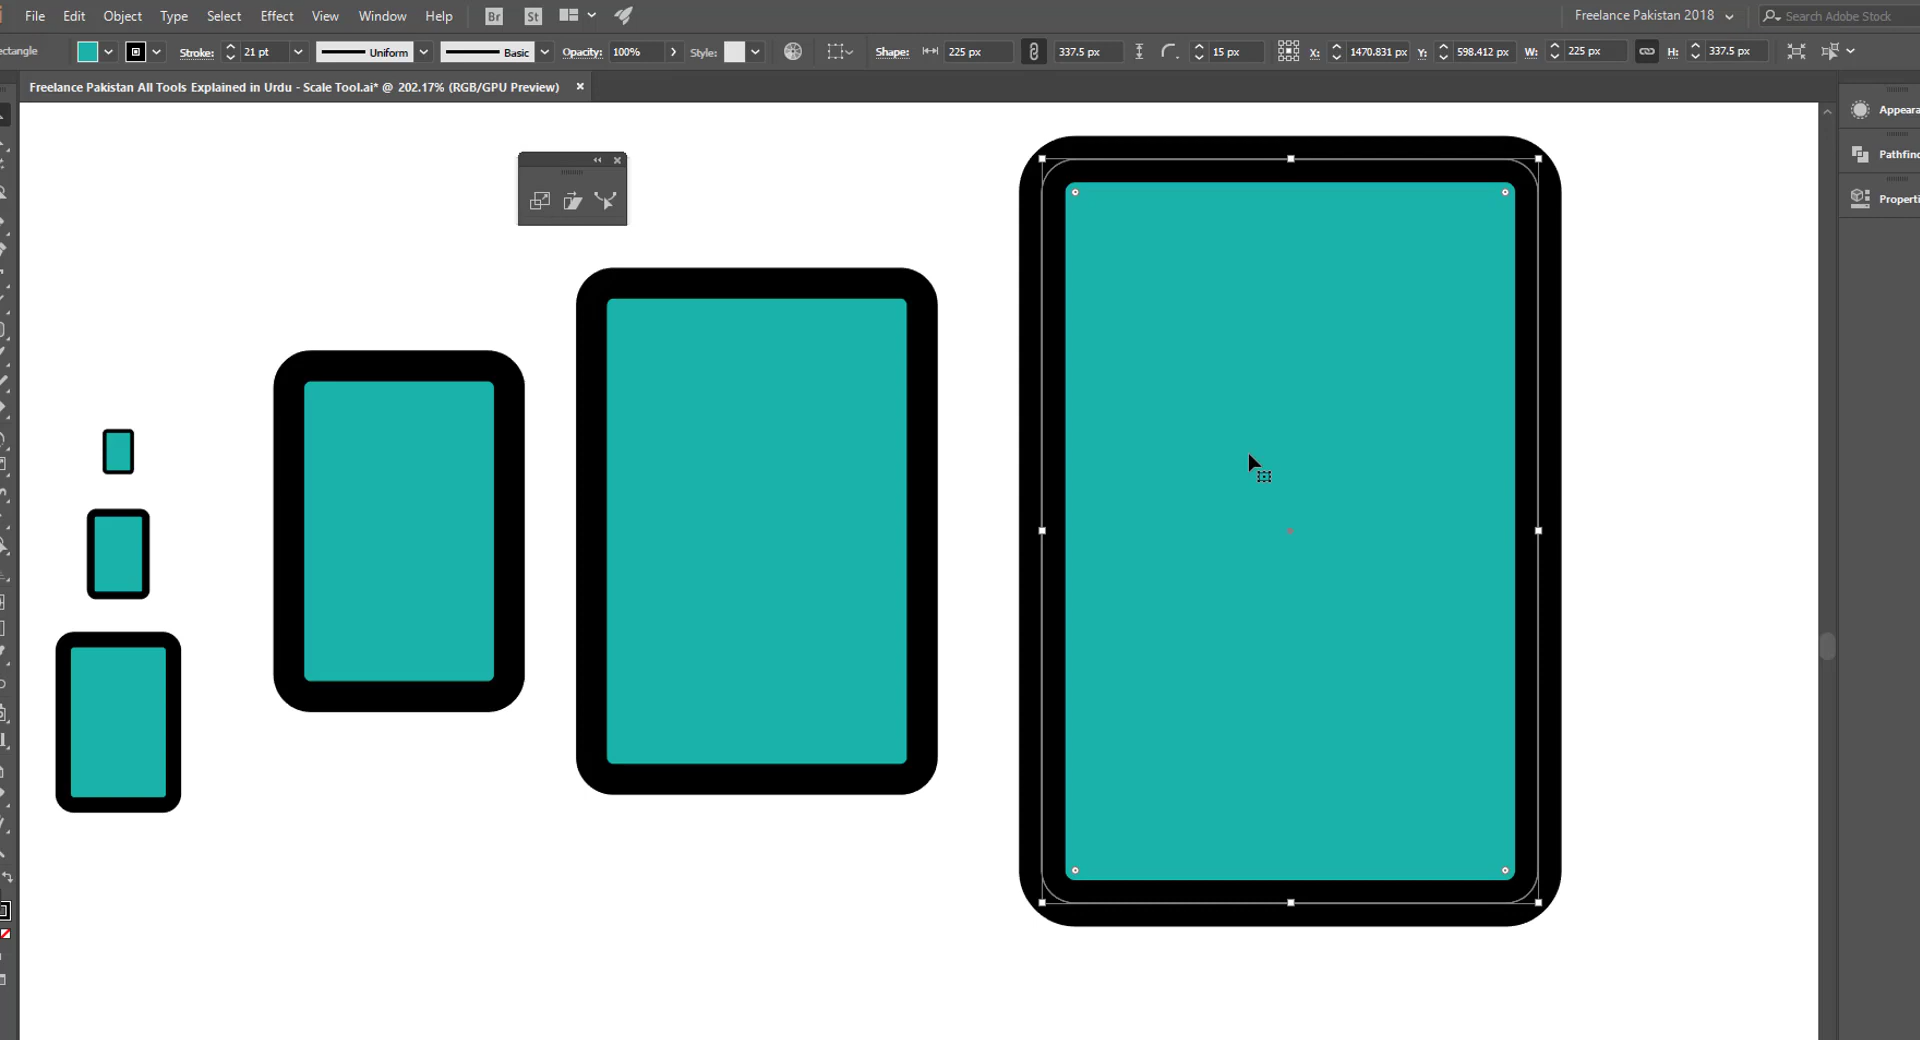 File Edit Object Type Select Effect View Window Help Br St Freelance Pakistan 2018 Search Adobe Stock
ectangle Stroke: 21 pt Uniform Basic Opacity: 100% Style: Shape: 225 px 337.5 px 15 px X: 1470.831 px Y: 598.412 px W: 225 px H: 337.5 px
Freelance Pakistan All Tools Explained in Urdu - Scale Tool.ai* @ 202.17% (RGB/GPU Preview) ×
Appeara
Pathfin
Properti